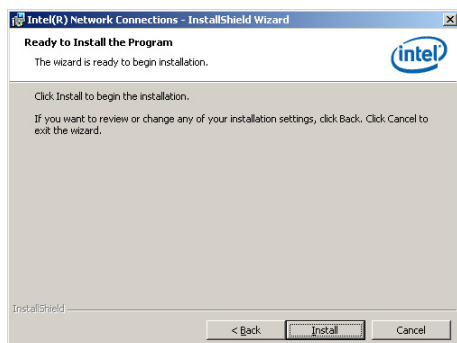 Intel(R) Network Connections - InstallShield Wizard
Ready to Install the Program
The wizard is ready to begin installation.
intel
Click Install to begin the installation.
If you want to review or change any of your installation settings, click Back. Click Cancel to
exit the wizard.
InstallShield
< Back Install Cancel